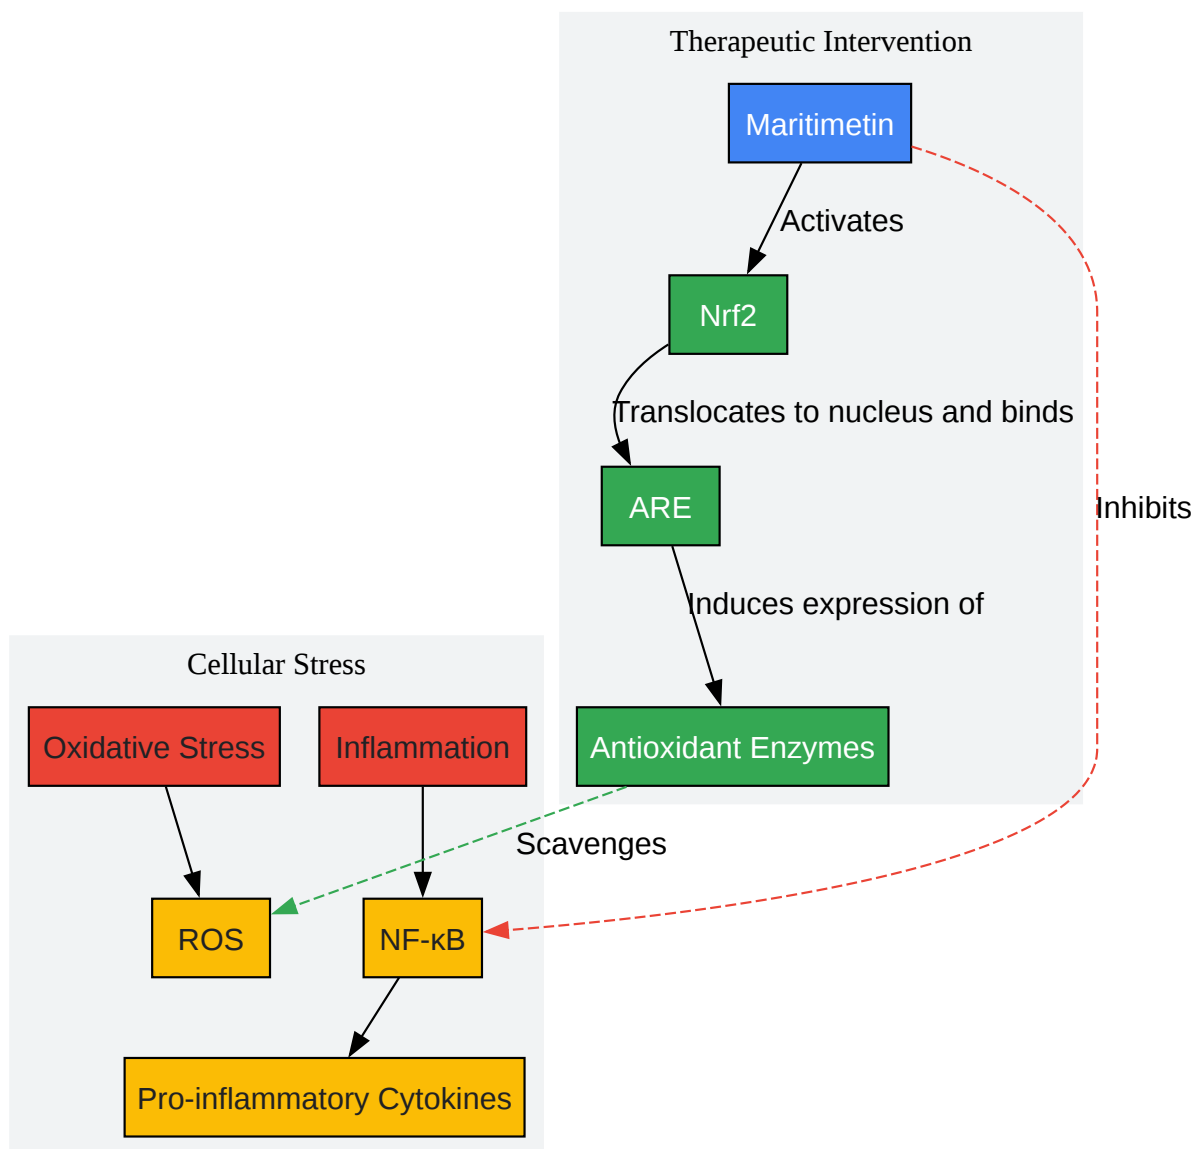 Therapeutic Intervention
Maritimetin
Activates
Nrf2
Translocates to nucleus and binds
ARE
Inhibits
Induces expression of
Cellular Stress
Oxidative Stress
Inflammation
Antioxidant Enzymes
Scavenges
ROS
NF-κB
Pro-inflammatory Cytokines